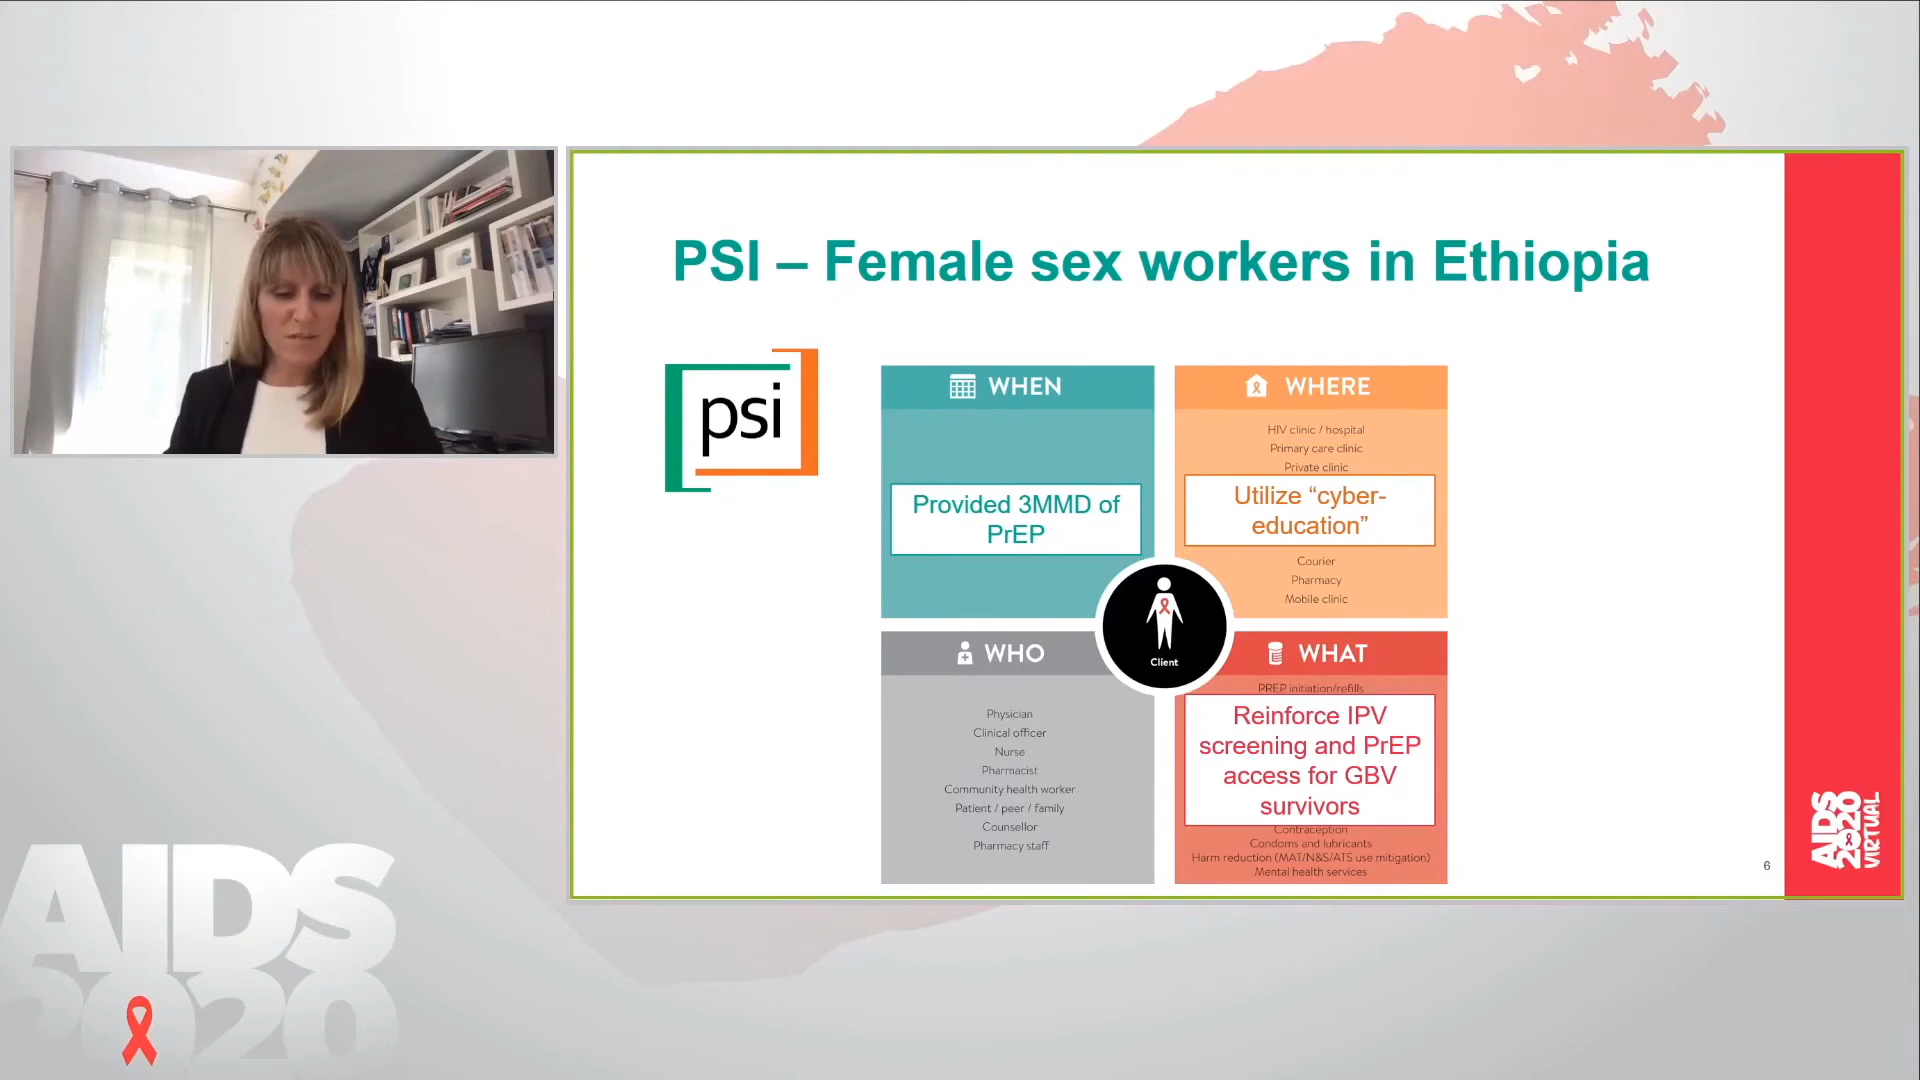 PSI – Female sex workers in Ethiopia
psi
WHEN
Provided 3MMD of
PrEP
WHERE
HIV clinic / hospital
Primary care clinic
Private clinic
Utilize “cyber-
education”
Courier
Pharmacy
Mobile clinic
Client
WHO
Physician
Clinical officer
Nurse
Pharmacist
Community health worker
Patient / peer / family
Counsellor
Pharmacy staff
WHAT
PREP initiation/refills
Reinforce IPV
screening and PrEP
access for GBV
survivors
Contraception
Condoms and lubricants
Harm reduction (MAT/N&S/ATS use mitigation)
Mental health services
6
AIDS
2020
VIRTUAL
AIDS
2020